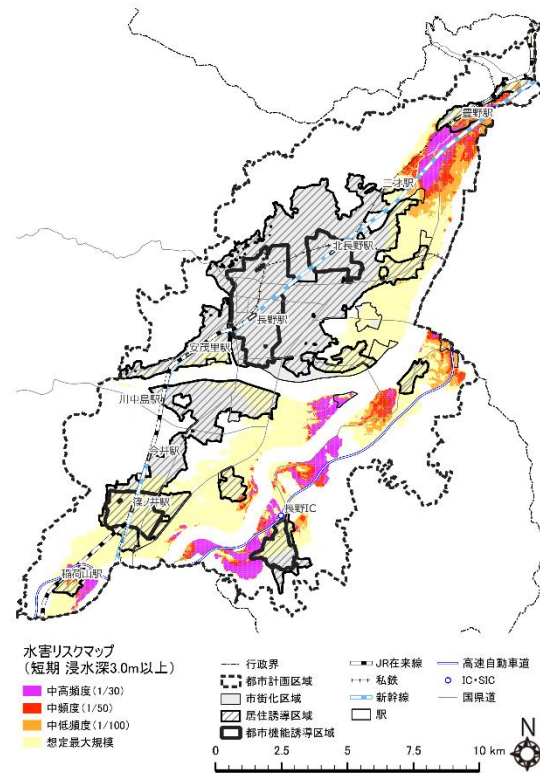 豊野駅
三才駅
北長野駅
長野駅
安茂里駅
川中島駅
今井駅
篠ノ井駅
長野IC
稲荷山駅
水害リスクマップ
(短期 浸水深3.0m以上)
中高頻度(1/30)
中頻度(1/50)
中低頻度(1/100)
想定最大規模
行政界
都市計画区域
市街化区域
居住誘導区域
都市機能誘導区域
JR在来線
私鉄
新幹線
駅
高速自動車道
IC・SIC
国県道
N
0 2.5 5 7.5 10 km